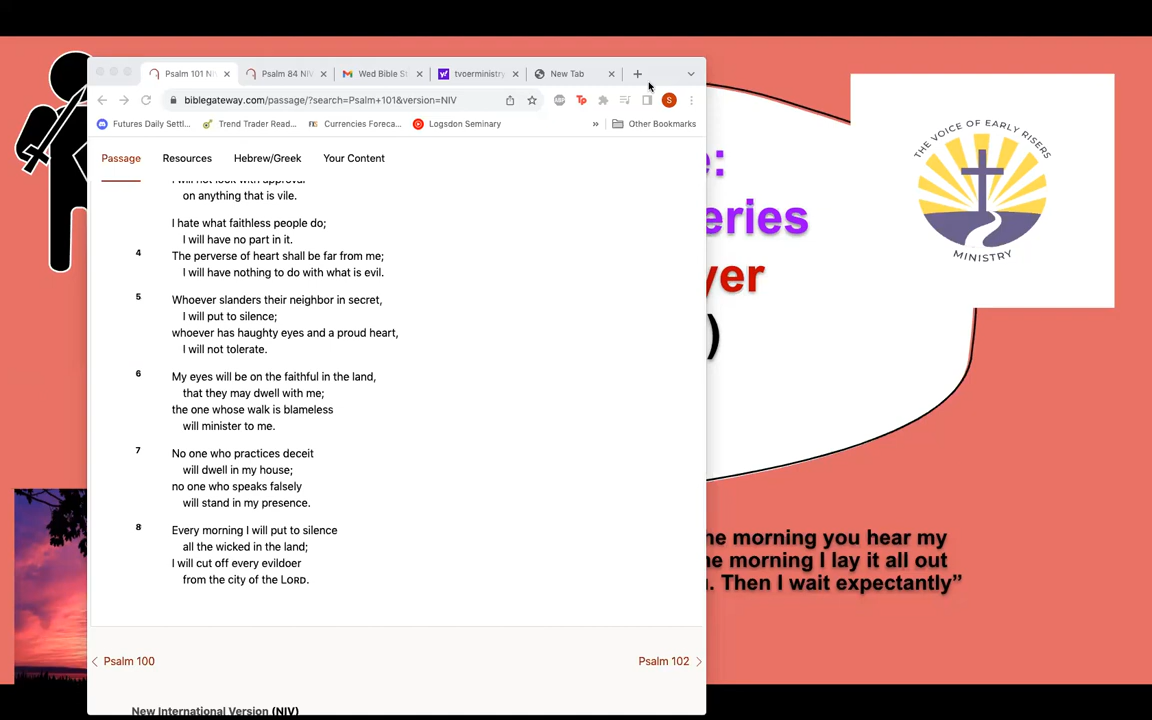 Psalm 101 NI
Psalm 84 NIV
Wed Bible St
tvoerministry
New Tab
biblegateway.com/passage/?search=Psalm+101&version=NIV
S
Futures Daily Settl...
Trend Trader Read...
Currencies Foreca...
Logsdon Seminary
»
Other Bookmarks
Passage
Resources
Hebrew/Greek
Your Content
I will not look with approval
on anything that is vile.
I hate what faithless people do;
I will have no part in it.
4 The perverse of heart shall be far from me;
I will have nothing to do with what is evil.
5 Whoever slanders their neighbor in secret,
I will put to silence;
whoever has haughty eyes and a proud heart,
I will not tolerate.
6 My eyes will be on the faithful in the land,
that they may dwell with me;
the one whose walk is blameless
will minister to me.
7 No one who practices deceit
will dwell in my house;
no one who speaks falsely
will stand in my presence.
8 Every morning I will put to silence
all the wicked in the land;
I will cut off every evildoer
from the city of the LORD.
Psalm 100
Psalm 102
New International Version (NIV)
e:
eries
yer
)
THE VOICE OF EARLY RISERS
MINISTRY
he morning you hear my
he morning I lay it all out
. Then I wait expectantly”